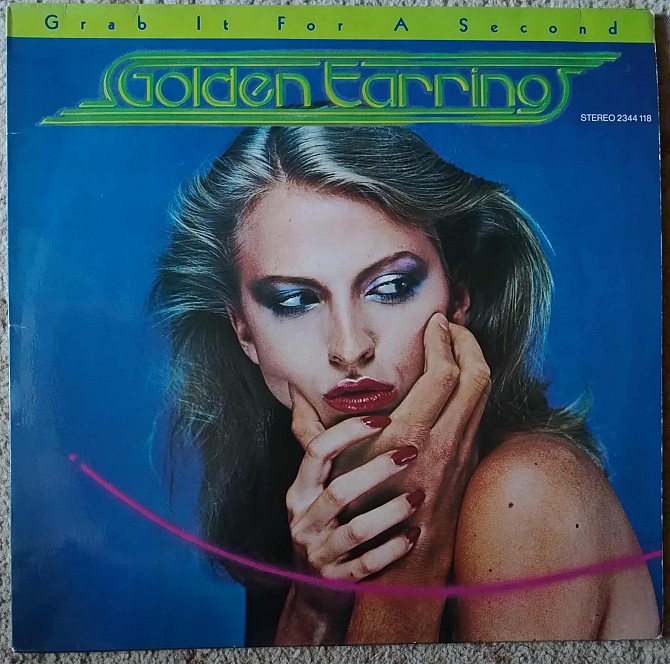 Grab It For A Second
Golden Earring
STEREO 2344 118